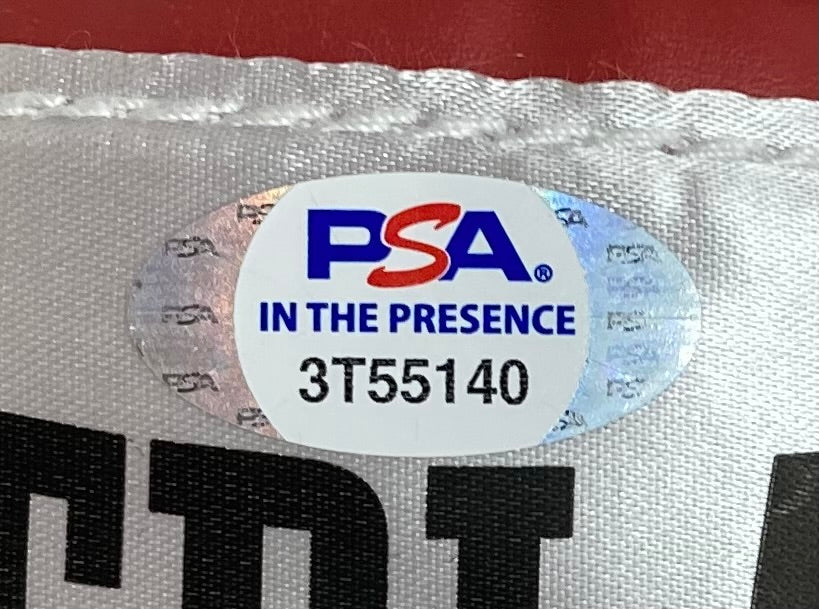 PSA®
IN THE PRESENCE
3T55140